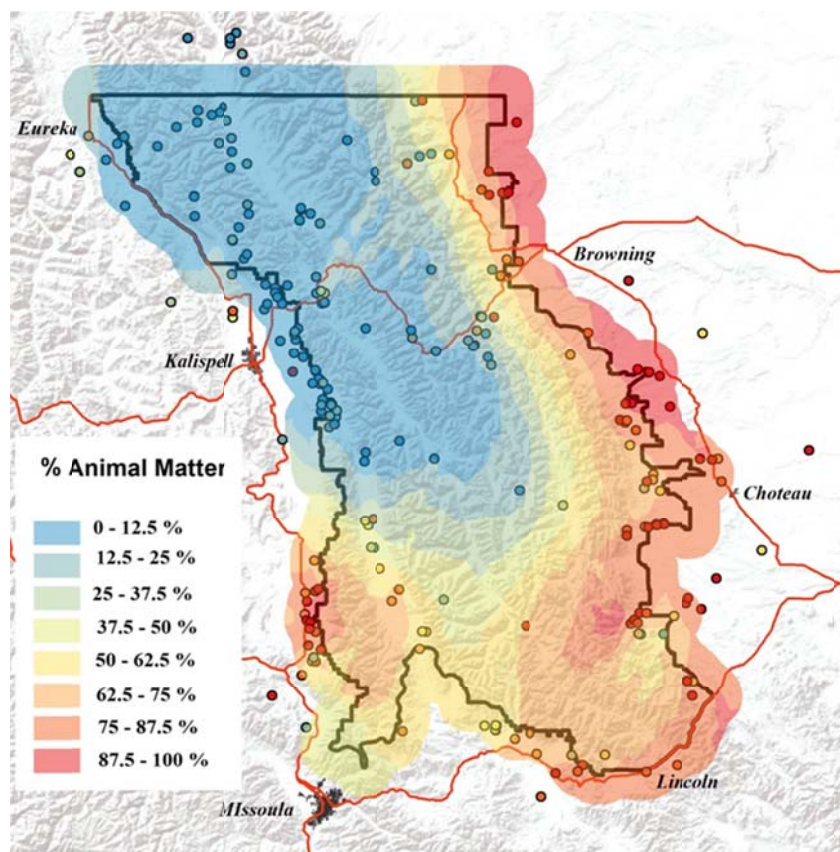 Eureka
Browning
Kalispell
% Animal Matter
Choteau
0 - 12.5 %
12.5 - 25 %
25 - 37.5 %
37.5 - 50 %
50 - 62.5 %
62.5 - 75 %
75 - 87.5 %
87.5 - 100 %
Lincoln
MIssoula